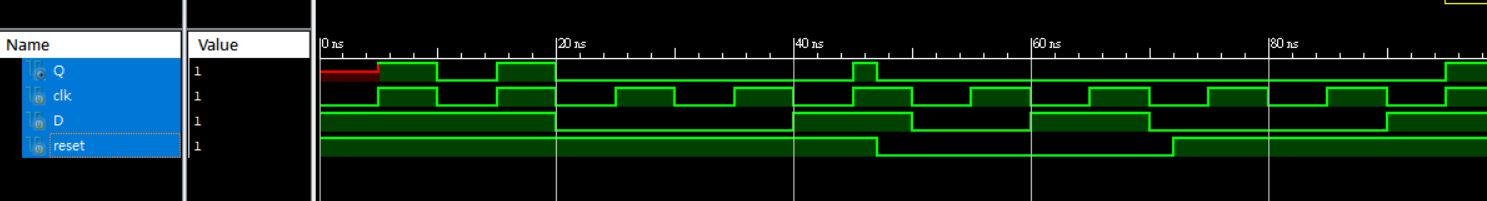 Name Value 0 ns 20 ns 40 ns 60 ns 80 ns
Q 1
clk 1
D 1
reset 1